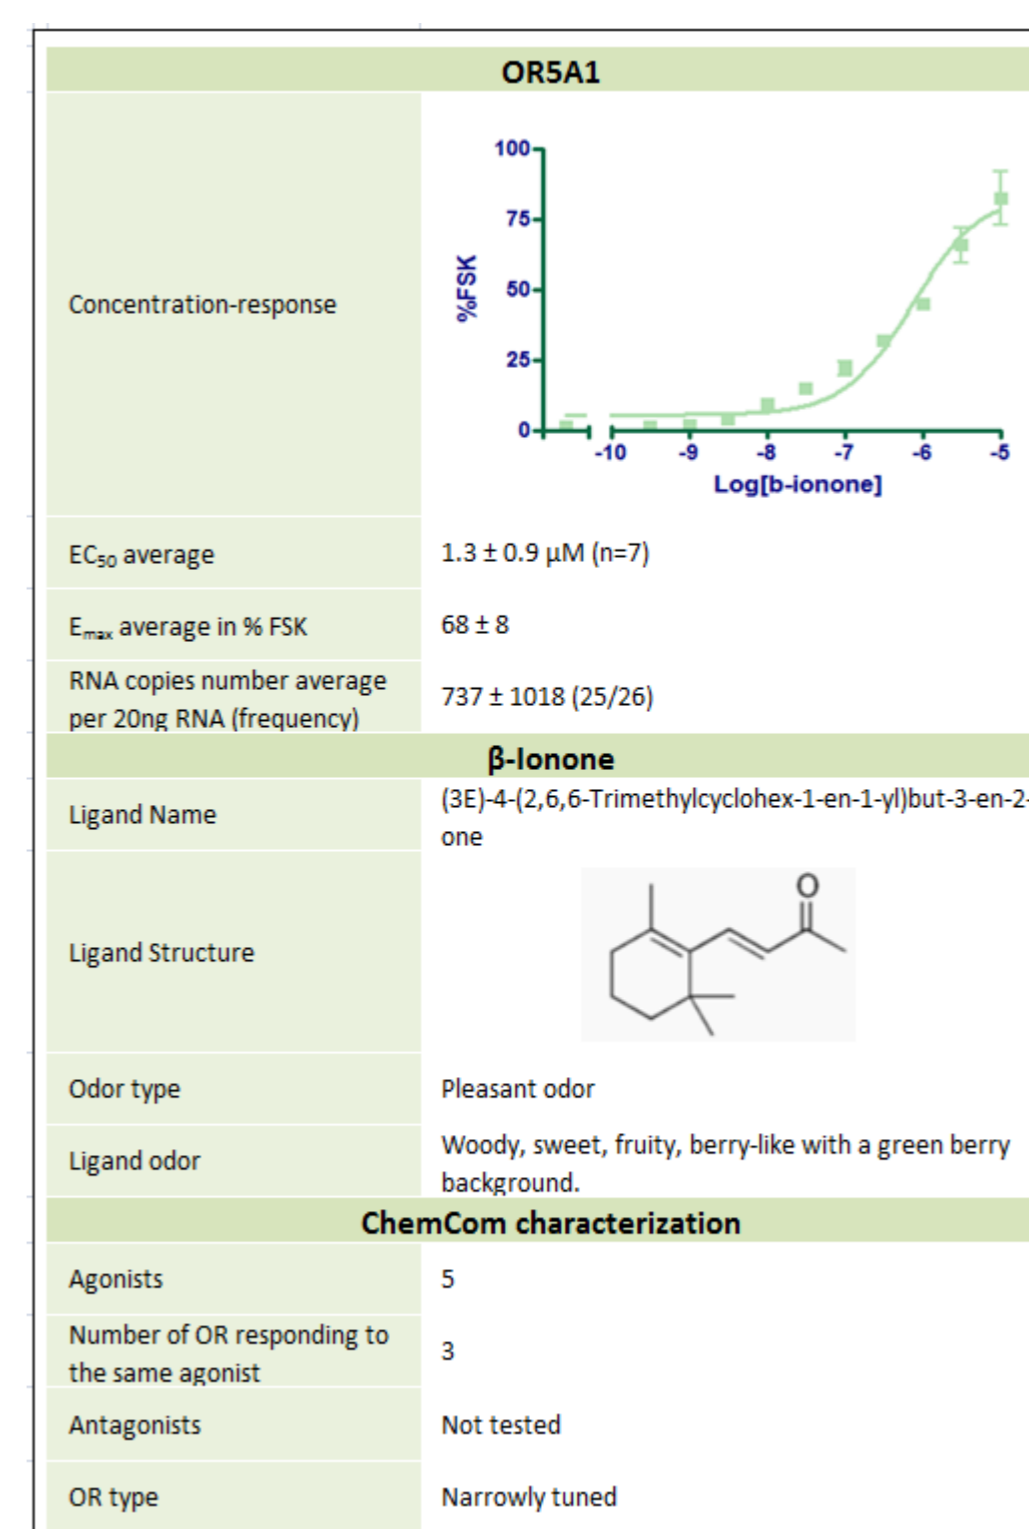 OR5A1
Concentration-response
100
75
50
25
0
%FSK
-10 -9 -8 -7 -6 -5
Log[b-ionone]
EC₅₀ average
1.3 ± 0.9 µM (n=7)
Eₘₐₓ average in % FSK
68 ± 8
RNA copies number average
per 20ng RNA (frequency)
737 ± 1018 (25/26)
β-Ionone
Ligand Name
(3E)-4-(2,6,6-Trimethylcyclohex-1-en-1-yl)but-3-en-2-
one
Ligand Structure
O
Odor type
Pleasant odor
Ligand odor
Woody, sweet, fruity, berry-like with a green berry
background.
ChemCom characterization
Agonists
5
Number of OR responding to
the same agonist
3
Antagonists
Not tested
OR type
Narrowly tuned